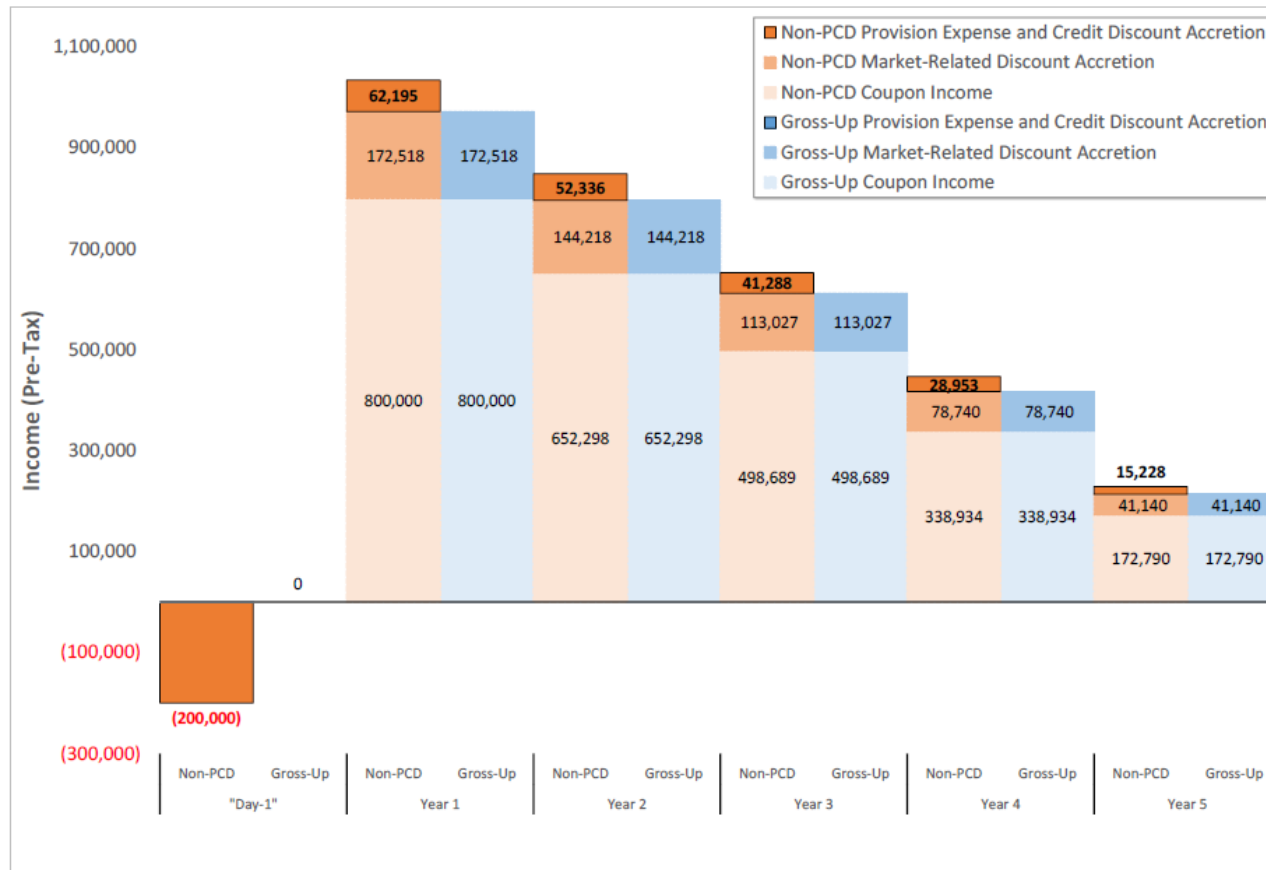 Non-PCD Provision Expense and Credit Discount Accretion
Non-PCD Market-Related Discount Accretion
Non-PCD Coupon Income
Gross-Up Provision Expense and Credit Discount Accretion
Gross-Up Market-Related Discount Accretion
Gross-Up Coupon Income
Income (Pre-Tax)
1,100,000
900,000
700,000
500,000
300,000
100,000
(100,000)
(300,000)
(200,000)
0
62,195
172,518 172,518
800,000 800,000
52,336
144,218 144,218
652,298 652,298
41,288
113,027 113,027
498,689 498,689
28,953
78,740 78,740
338,934 338,934
15,228
41,140 41,140
172,790 172,790
Non-PCD Gross-Up Non-PCD Gross-Up Non-PCD Gross-Up Non-PCD Gross-Up Non-PCD Gross-Up Non-PCD Gross-Up
"Day-1" Year 1 Year 2 Year 3 Year 4 Year 5